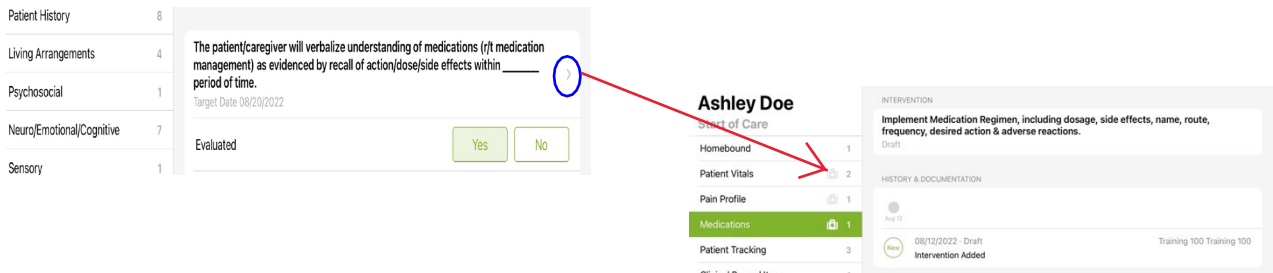 Patient History 8
Living Arrangements 4
Psychosocial 1
Neuro/Emotional/Cognitive 7
Sensory 1
The patient/caregiver will verbalize understanding of medications (r/t medication
management) as evidenced by recall of action/dose/side effects within _______
period of time.
Target Date 08/20/2022
Evaluated Yes No
Ashley Doe
Start of Care
Homebound 1
Patient Vitals 2
Pain Profile 1
Medications 1
Patient Tracking 3
INTERVENTION
Implement Medication Regimen, including dosage, side effects, name, route,
frequency, desired action & adverse reactions.
Draft
HISTORY & DOCUMENTATION
Aug 12
New
08/12/2022 - Draft Training 100 Training 100
Intervention Added